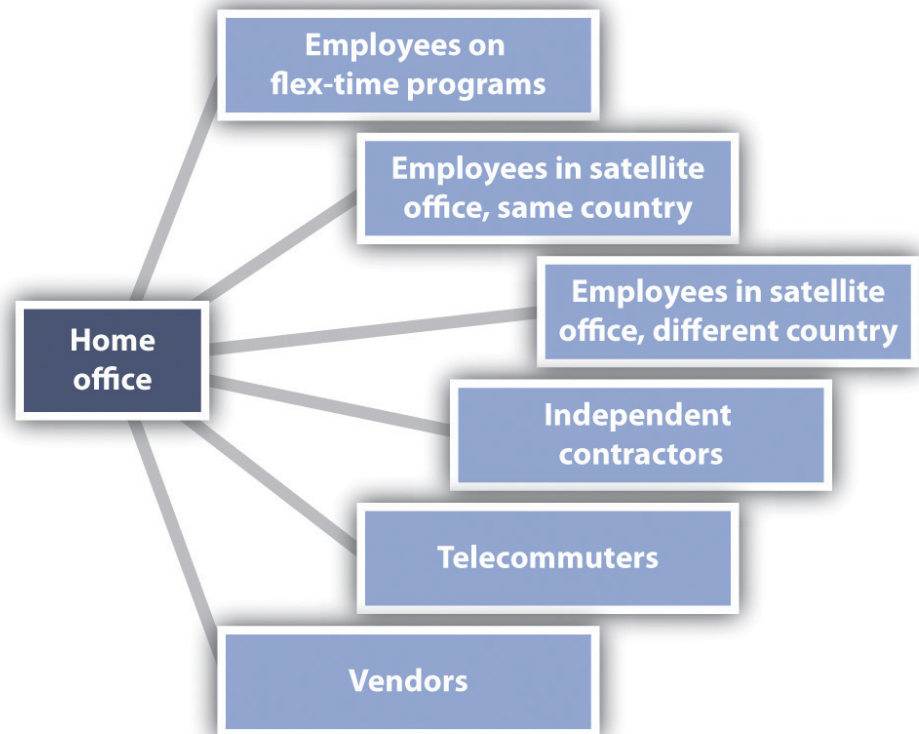 Employees on
flex-time programs
Employees in satellite
office, same country
Employees in satellite
office, different country
Home
office
Independent
contractors
Telecommuters
Vendors